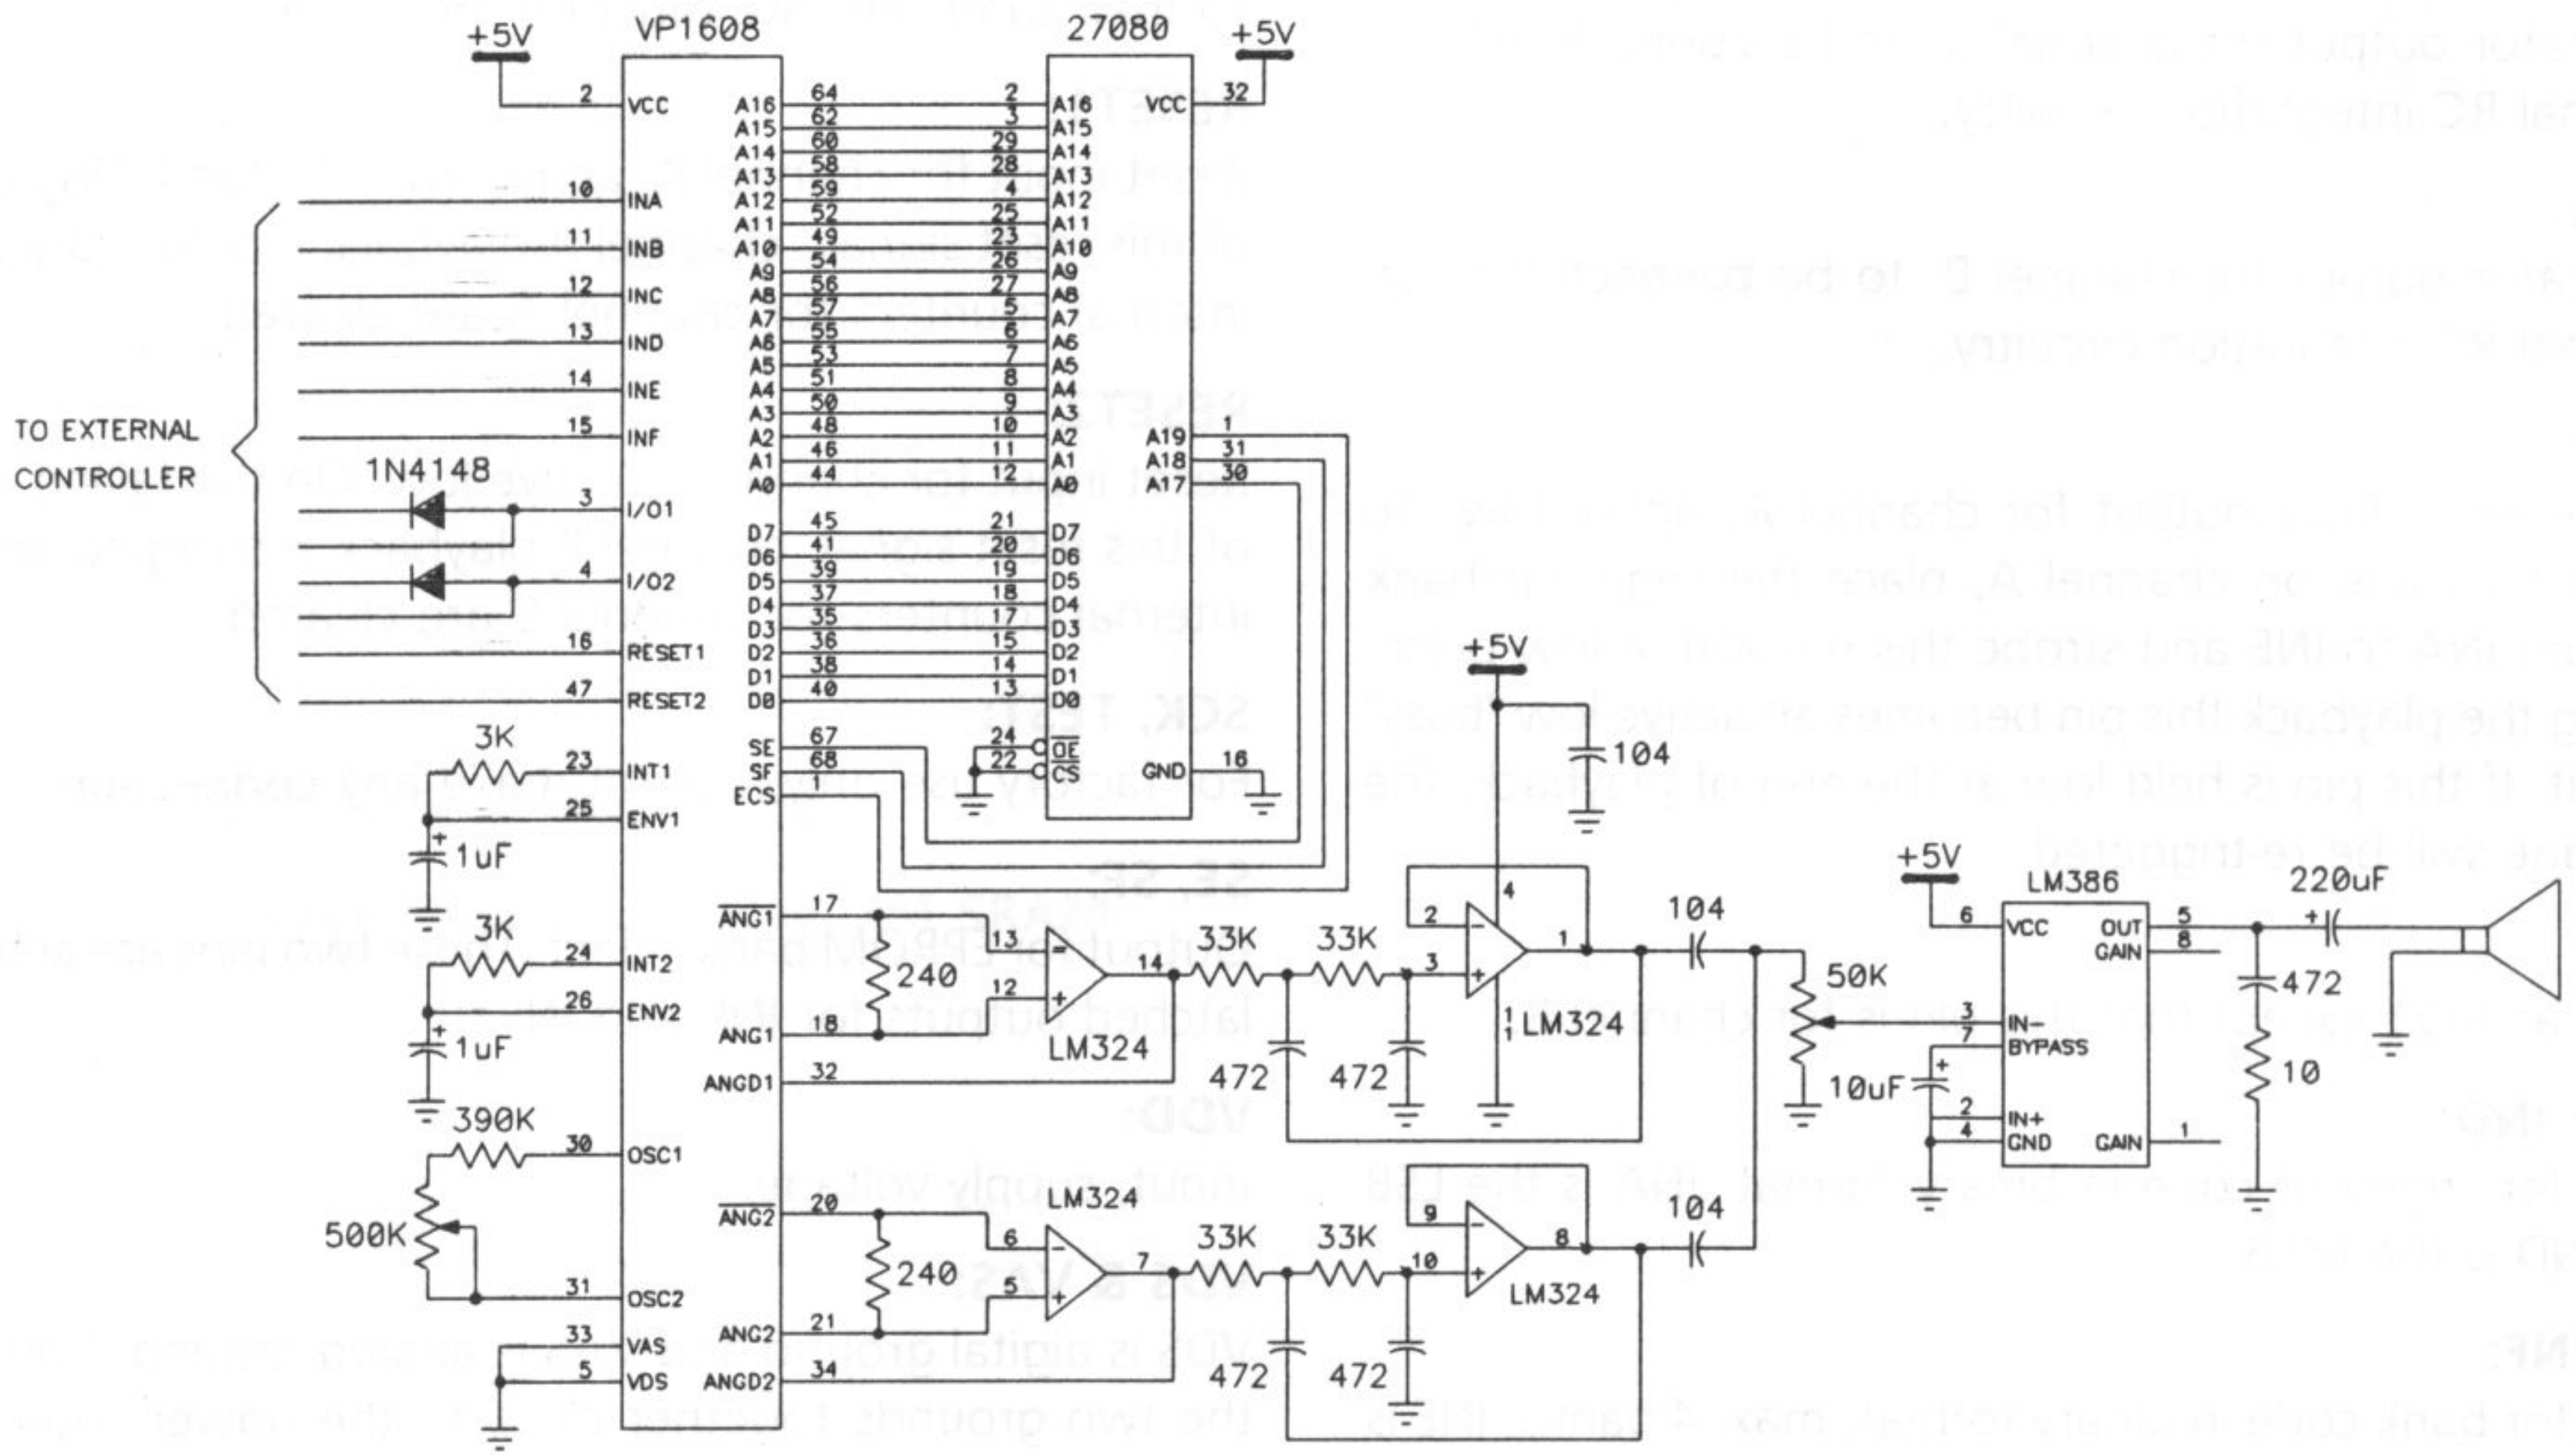 +5V
VP1608
27080
+5V
2 VCC
A16 64 2 A16
VCC 32
A15 62 3 A15
A14 60 29 A14
A13 58 28 A13
10 INA
A12 59 4 A12
A11 52 25 A11
11 INB
A10 49 23 A10
A9 54 26 A9
12 INC
A8 56 27 A8
A7 57 5 A7
13 IND
A6 55 6 A6
A5 53 7 A5
14 INE
A4 51 8 A4
A3 50 9 A3
15 INF
A2 48 10 A2
A19 1
A1 46 11 A1
A18 31
A0 44 12 A0
A17 30
TO EXTERNAL
CONTROLLER
1N4148
3 I/O1
D7 45 21 D7
D6 41 20 D6
4 I/O2
D5 39 19 D5
D4 37 18 D4
D3 35 17 D3
16 RESET1
D2 36 15 D2
D1 38 14 D1
47 RESET2
D0 40 13 D0
SE 67
24 OE
3K
23 INT1
SF 68
22 CS
GND 16
ECS 1
25 ENV1
1uF
+
+5V
104
3K
24 INT2
26 ENV2
1uF
+
ANG1 17
240
ANG1 18
13 -
12 +
14
LM324
ANGD1 32
33K
33K
472
472
2 -
3 +
4
1
11
LM324
104
50K
+5V
LM386
6 VCC
OUT 5
GAIN 8
3 IN-
7 BYPASS
10uF
+
2 IN+
4 GND
GAIN 1
220uF
+
472
10
390K
30 OSC1
500K
31 OSC2
33 VAS
5 VDS
ANG2 20
240
ANG2 21
LM324
6 -
5 +
7
ANGD2 34
33K
33K
472
472
9 -
10 +
8
LM324
104